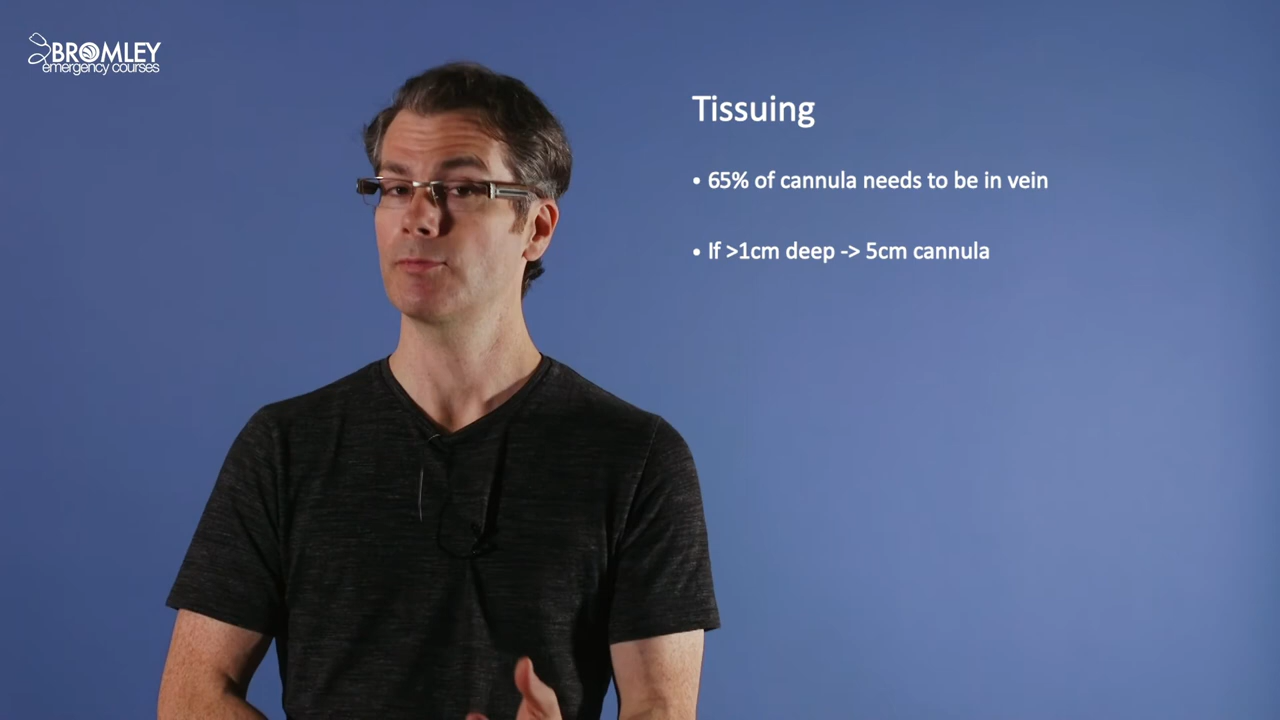 BROMLEY
emergency courses
Tissuing
• 65% of cannula needs to be in vein
• If >1cm deep -> 5cm cannula